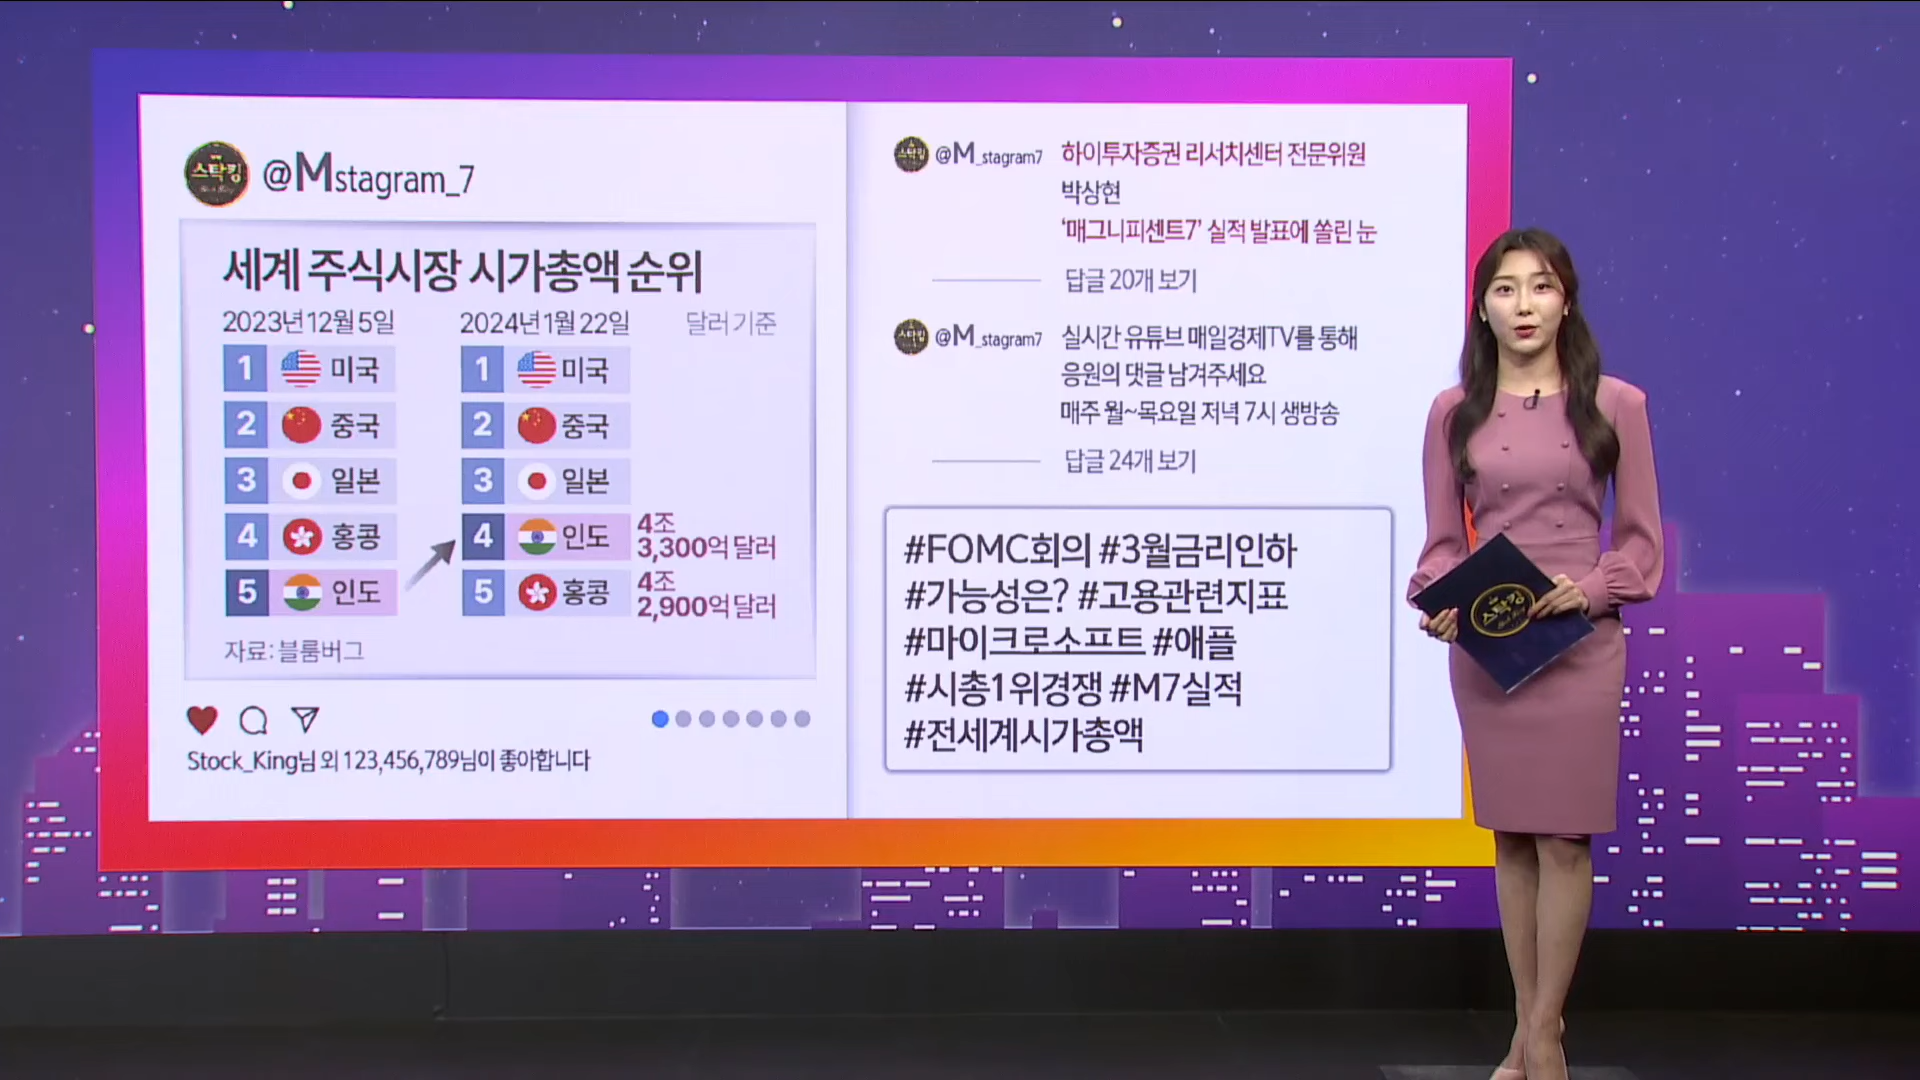 스탁킹
@Mstagram_7
세계 주식시장 시가총액 순위
2023년 12월 5일
2024년 1월 22일
달러 기준
1 미국
2 중국
3 일본
4 홍콩
5 인도
1 미국
2 중국
3 일본
4 인도
4조
3,300억 달러
5 홍콩
4조
2,900억 달러
자료: 블룸버그
Stock_King님 외 123,456,789님이 좋아합니다
@M_stagram7
하이투자증권 리서치센터 전문위원
박상현
‘매그니피센트7’ 실적 발표에 쏠린 눈
답글 20개 보기
@M_stagram7
실시간 유튜브 매일경제TV를 통해
응원의 댓글 남겨주세요
매주 월~목요일 저녁 7시 생방송
답글 24개 보기
#FOMC회의 #3월금리인하
#가능성은? #고용관련지표
#마이크로소프트 #애플
#시총1위경쟁 #M7실적
#전세계시가총액
스탁킹